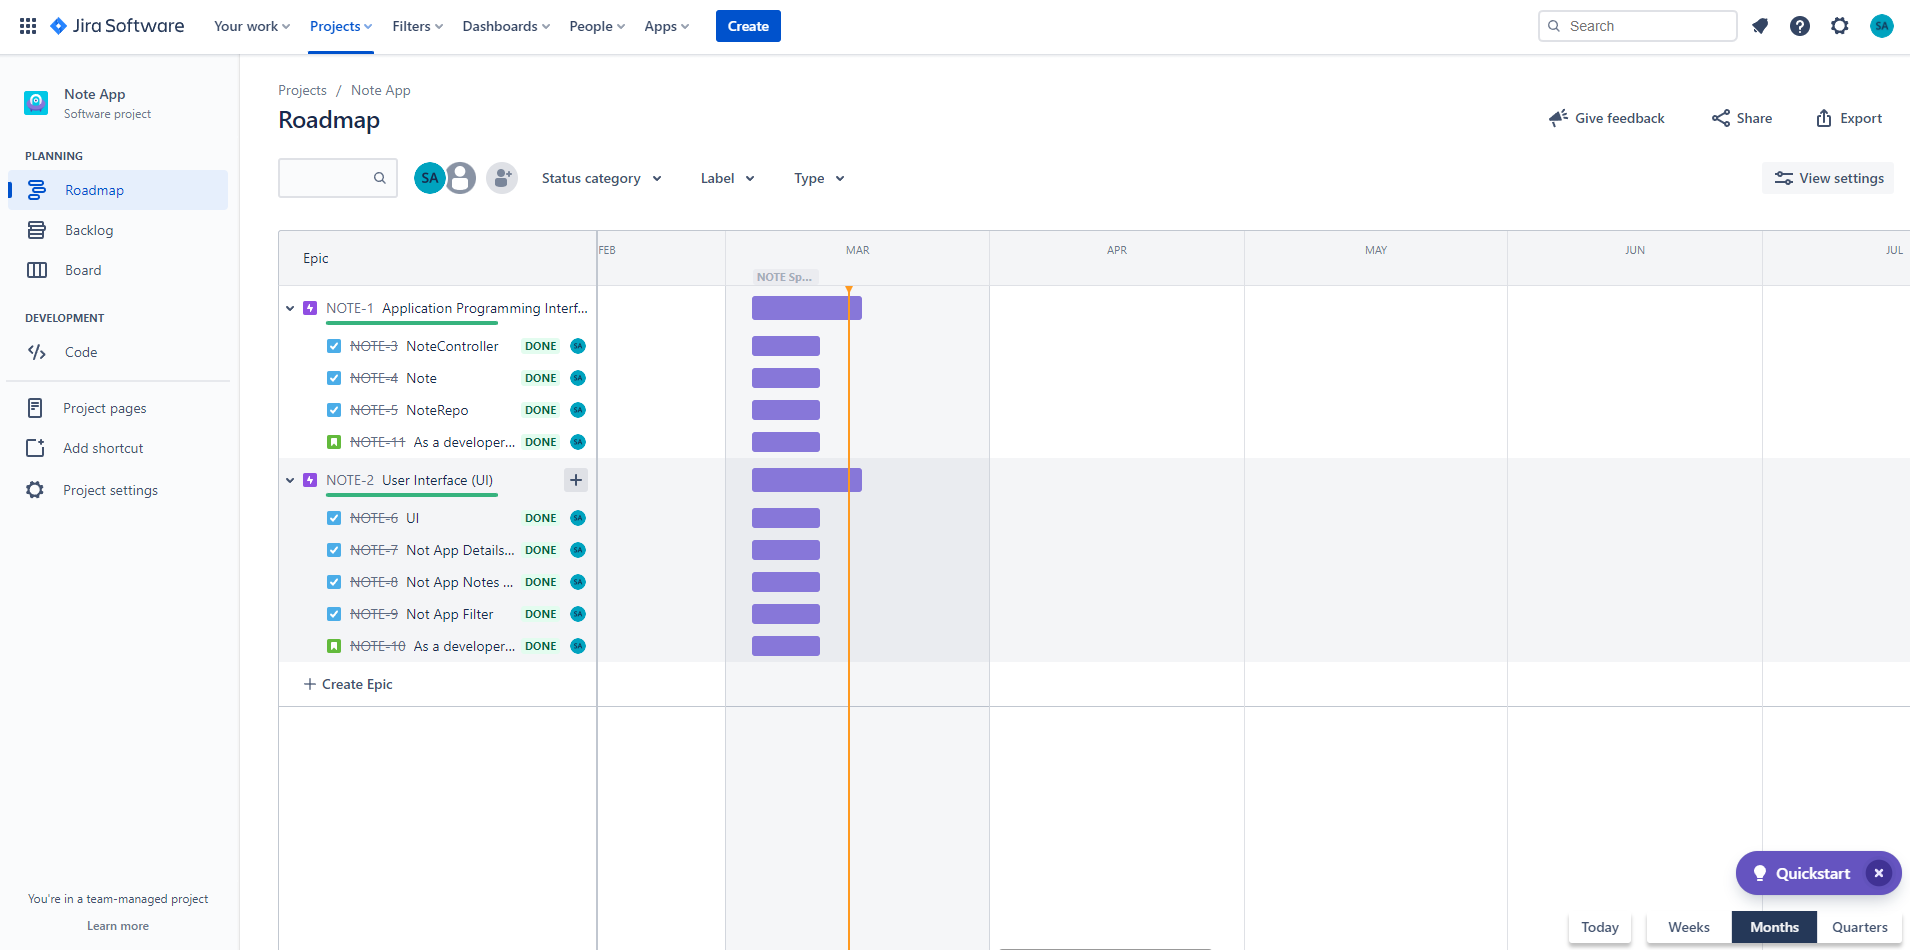 Jira Software Your work Projects Filters Dashboards People Apps Create Search SA
Note App
Software project
PLANNING
Roadmap
Backlog
Board
DEVELOPMENT
Code
Project pages
Add shortcut
Project settings
You're in a team-managed project
Learn more
Projects / Note App
Roadmap
Give feedback Share Export
SA Status category Label Type View settings
Epic FEB MAR APR MAY JUN JUL
NOTE Sp...
NOTE-1 Application Programming Interf...
NOTE-3 NoteController DONE SA
NOTE-4 Note DONE SA
NOTE-5 NoteRepo DONE SA
NOTE-11 As a developer... DONE SA
NOTE-2 User Interface (UI)
NOTE-6 UI DONE SA
NOTE-7 Not App Details... DONE SA
NOTE-8 Not App Notes ... DONE SA
NOTE-9 Not App Filter DONE SA
NOTE-10 As a developer... DONE SA
Create Epic
Quickstart
Today Weeks Months Quarters